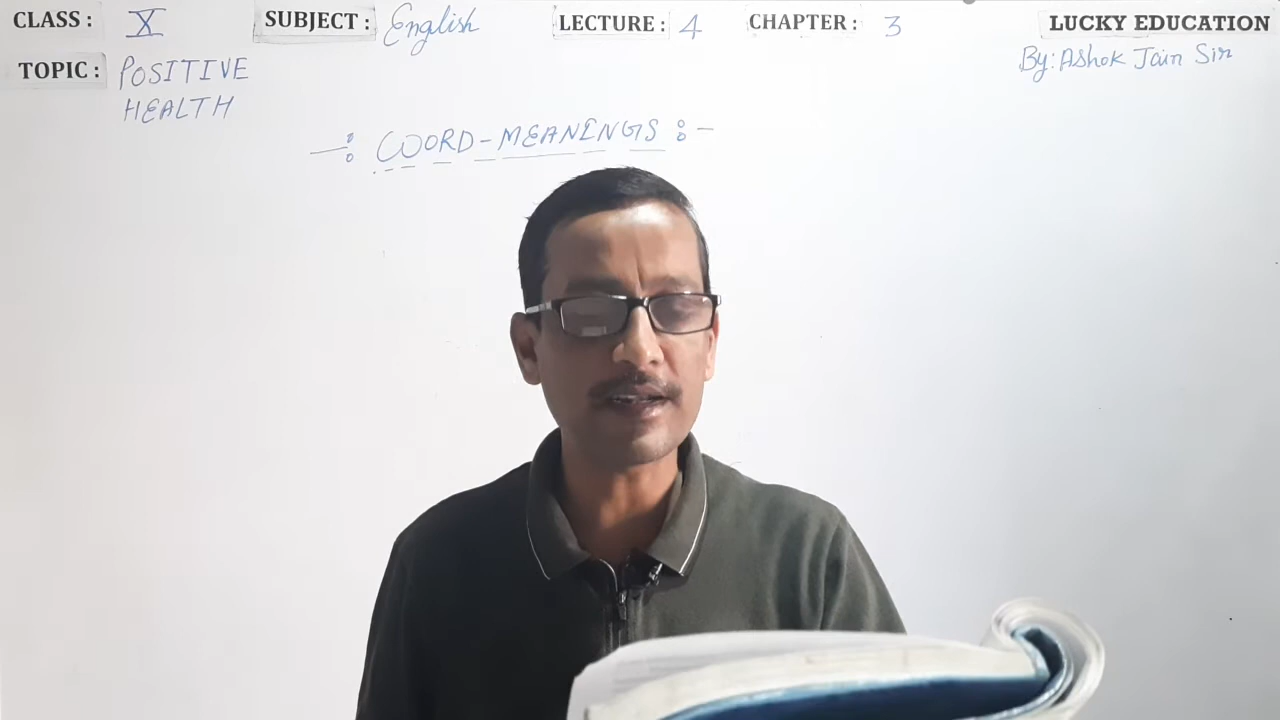 CLASS : X SUBJECT : English LECTURE : 4 CHAPTER : 3 LUCKY EDUCATION
TOPIC : POSITIVE HEALTH By: Ashok Jain Sir
-: WORD-MEANINGS :-